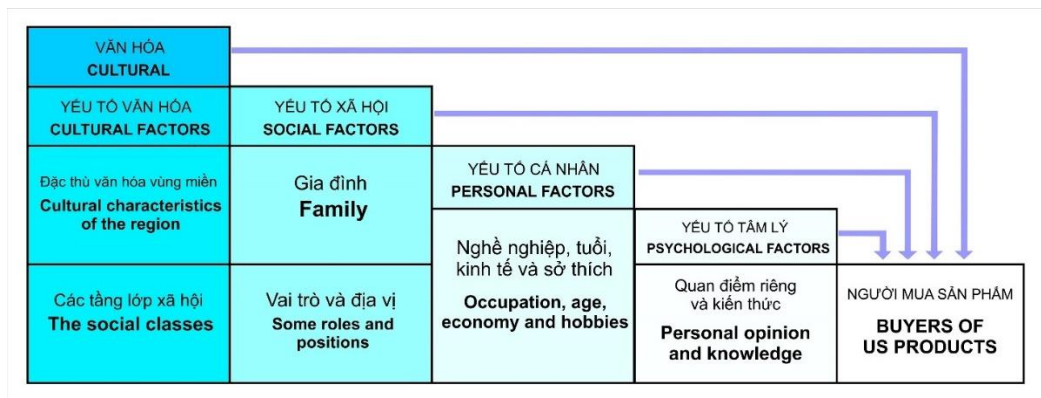 VĂN HÓA
CULTURAL
YẾU TỐ VĂN HÓA
CULTURAL FACTORS
YẾU TỐ XÃ HỘI
SOCIAL FACTORS
Đặc thù văn hóa vùng miền
Cultural characteristics
of the region
Gia đình
Family
YẾU TỐ CÁ NHÂN
PERSONAL FACTORS
Nghề nghiệp, tuổi,
kinh tế và sở thích
Occupation, age,
economy and hobbies
YẾU TỐ TÂM LÝ
PSYCHOLOGICAL FACTORS
Các tầng lớp xã hội
The social classes
Vai trò và địa vị
Some roles and
positions
Quan điểm riêng
và kiến thức
Personal opinion
and knowledge
NGƯỜI MUA SẢN PHẨM
BUYERS OF
US PRODUCTS